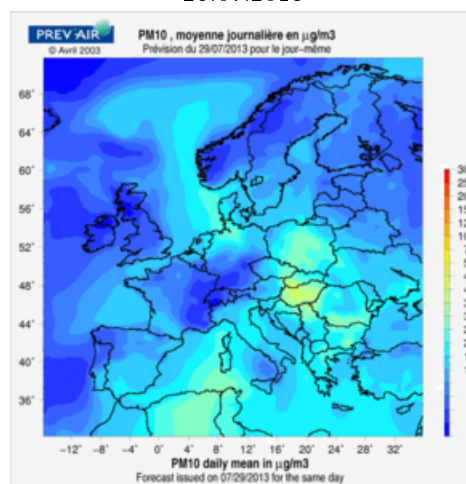 PREV'AIR
© Avril 2003
PM10 , moyenne journalière en µg/m3
Prévision du 29/07/2013 pour le jour-même
68°
64°
60°
56°
52°
48°
44°
40°
36°
−12° −8° −4° 0° 4° 8° 12° 16° 20° 24° 28° 32°
PM10 daily mean in µg/m3
Forecast issued on 07/29/2013 for the same day